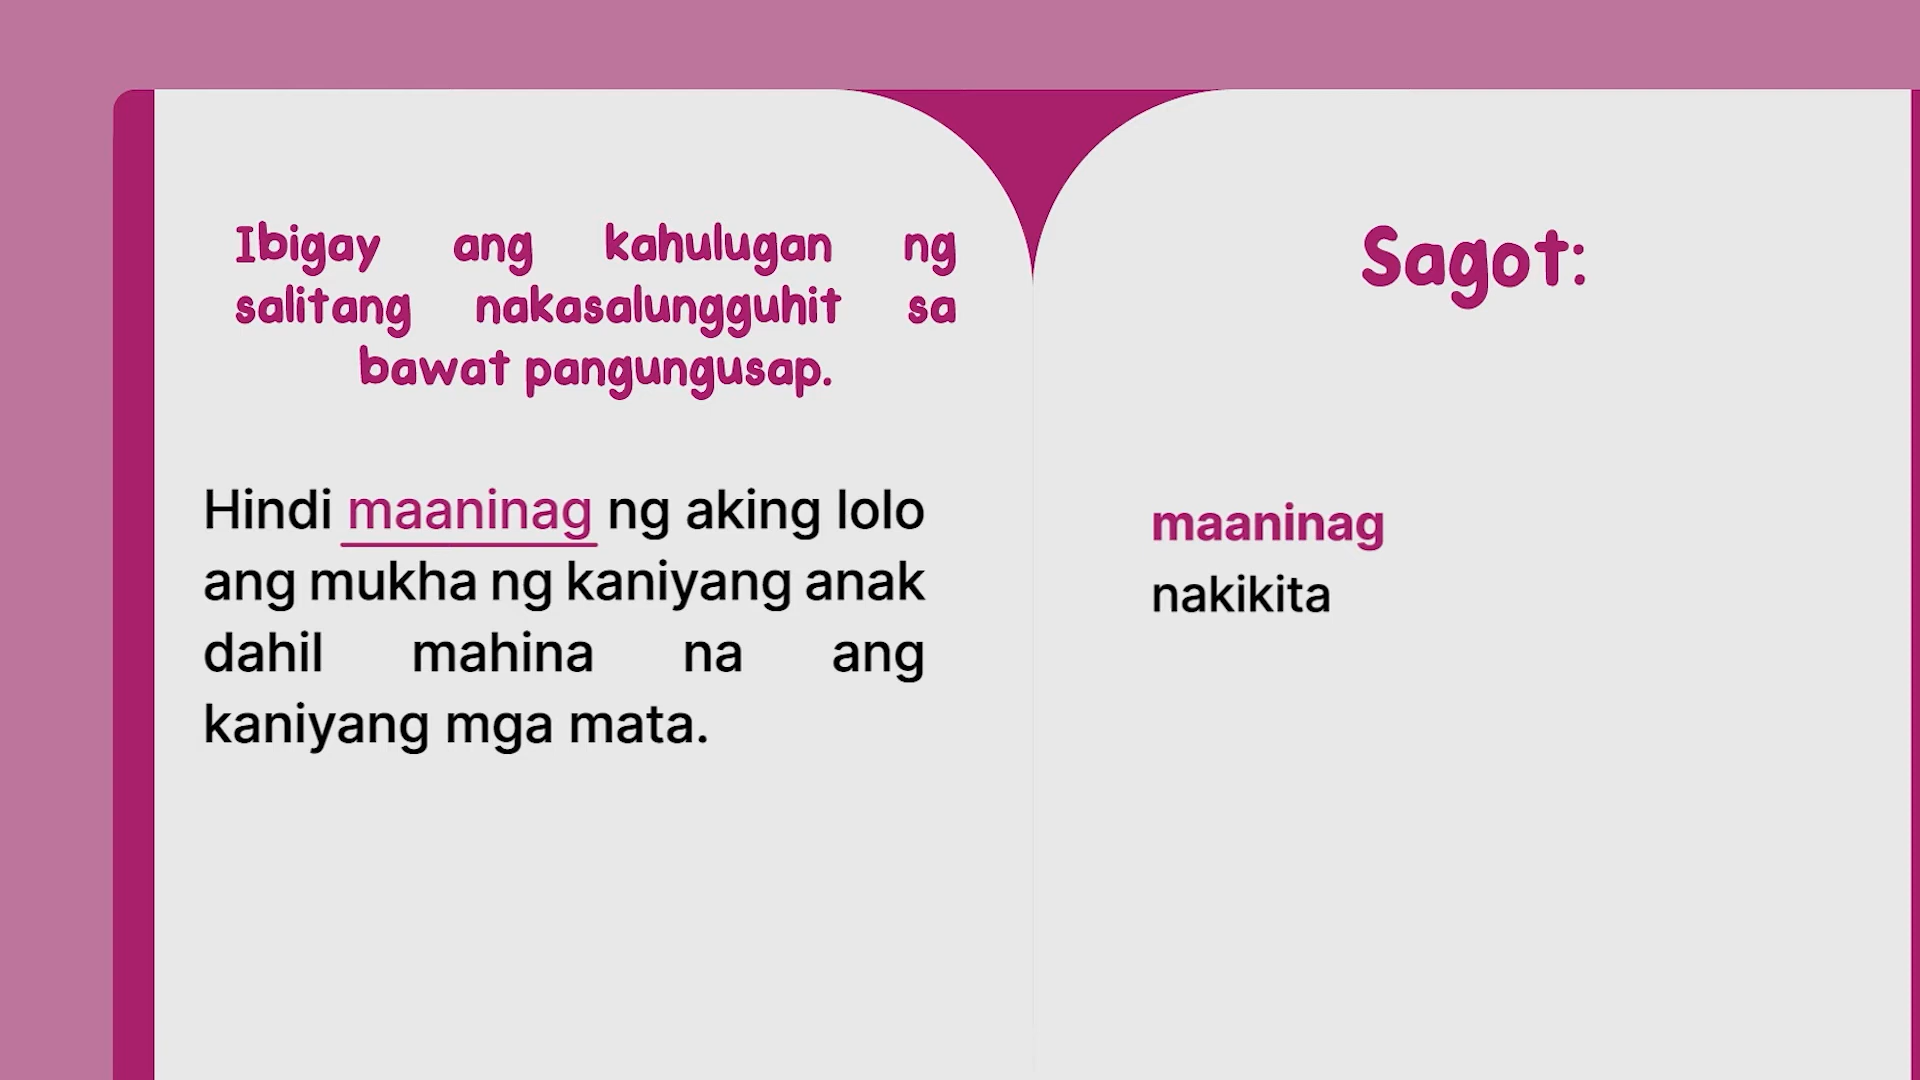 Ibigay ang kahulugan ng
salitang nakasalungguhit sa
bawat pangungusap.
Hindi maaninag ng aking lolo
ang mukha ng kaniyang anak
dahil mahina na ang
kaniyang mga mata.
Sagot:
maaninag
nakikita